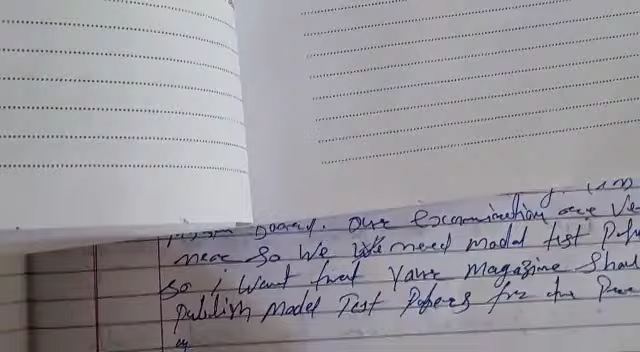 Board. our examination are Ve
near So We need model test Pape
So i Want that Your Magazine Shou
Publish Model Test Papers for the